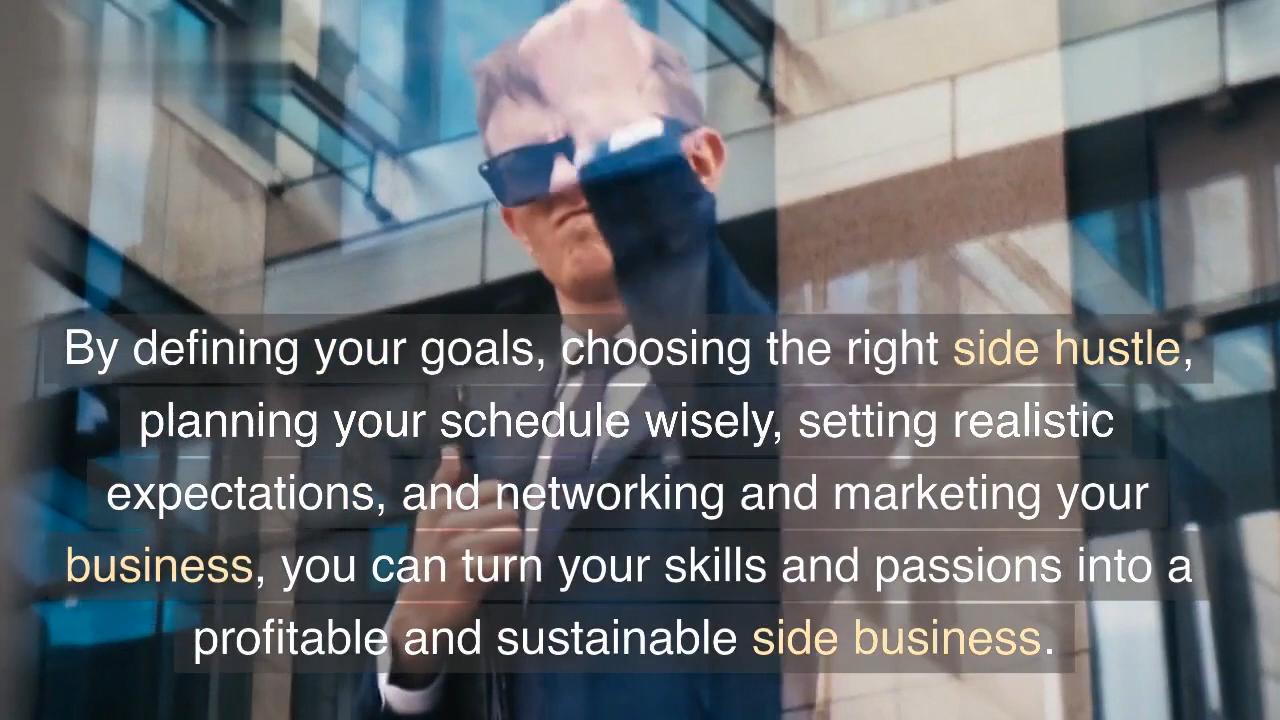 By defining your goals, choosing the right side hustle,
planning your schedule wisely, setting realistic
expectations, and networking and marketing your
business, you can turn your skills and passions into a
profitable and sustainable side business.